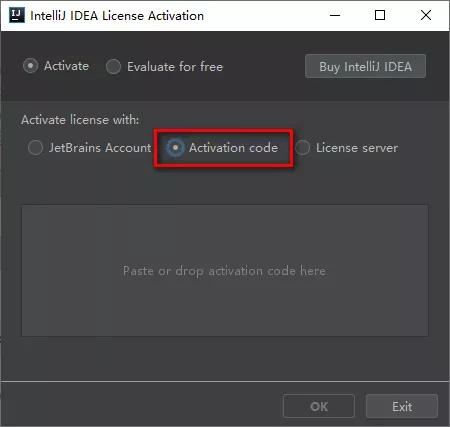 IJ IntelliJ IDEA License Activation
Activate Evaluate for free Buy IntelliJ IDEA
Activate license with:
JetBrains Account Activation code License server
Paste or drop activation code here
OK Exit